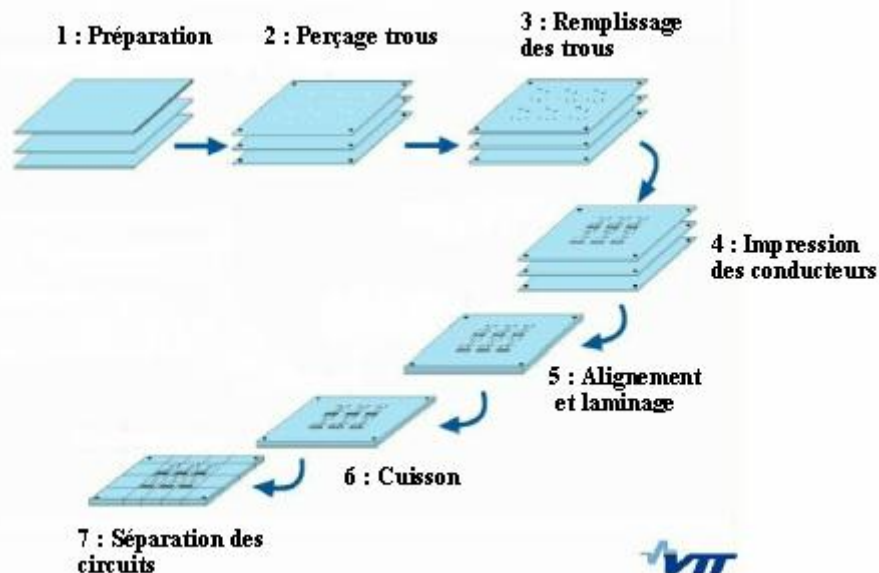 1 : Préparation
2 : Perçage trous
3 : Remplissage
des trous
4 : Impression
des conducteurs
5 : Alignement
et laminage
6 : Cuisson
7 : Séparation des
circuits
VTT